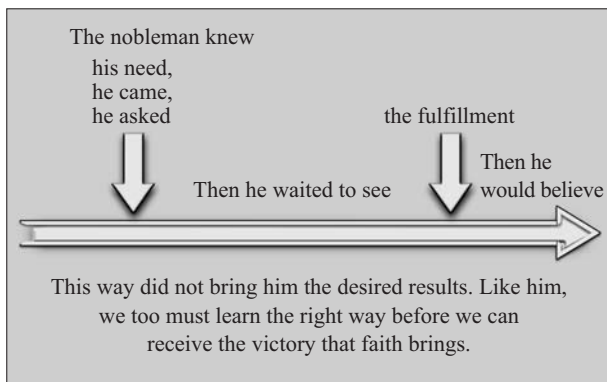 The nobleman knew
his need,
he came,
he asked
the fulfillment
Then he waited to see
Then he
would believe
This way did not bring him the desired results. Like him,
we too must learn the right way before we can
receive the victory that faith brings.